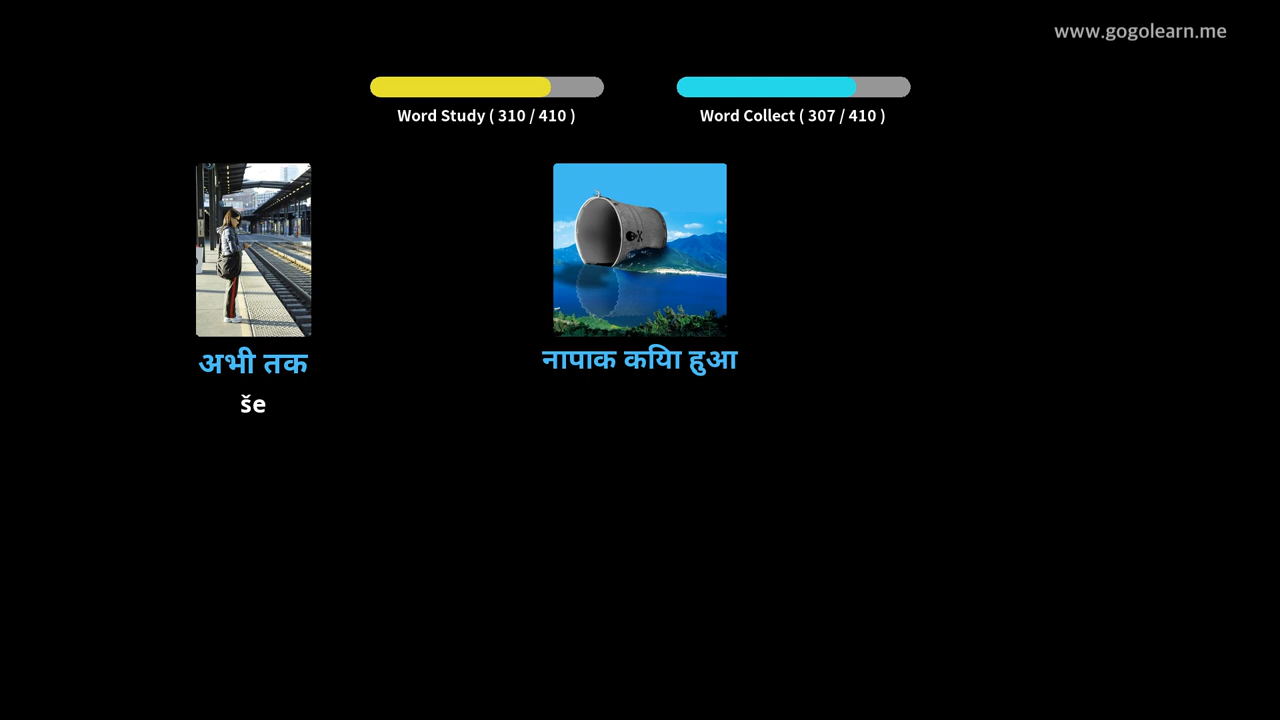 www.gogolearn.me
Word Study ( 310 / 410 )
Word Collect ( 307 / 410 )
अभी तक
नापाक कयिा हुआ
še